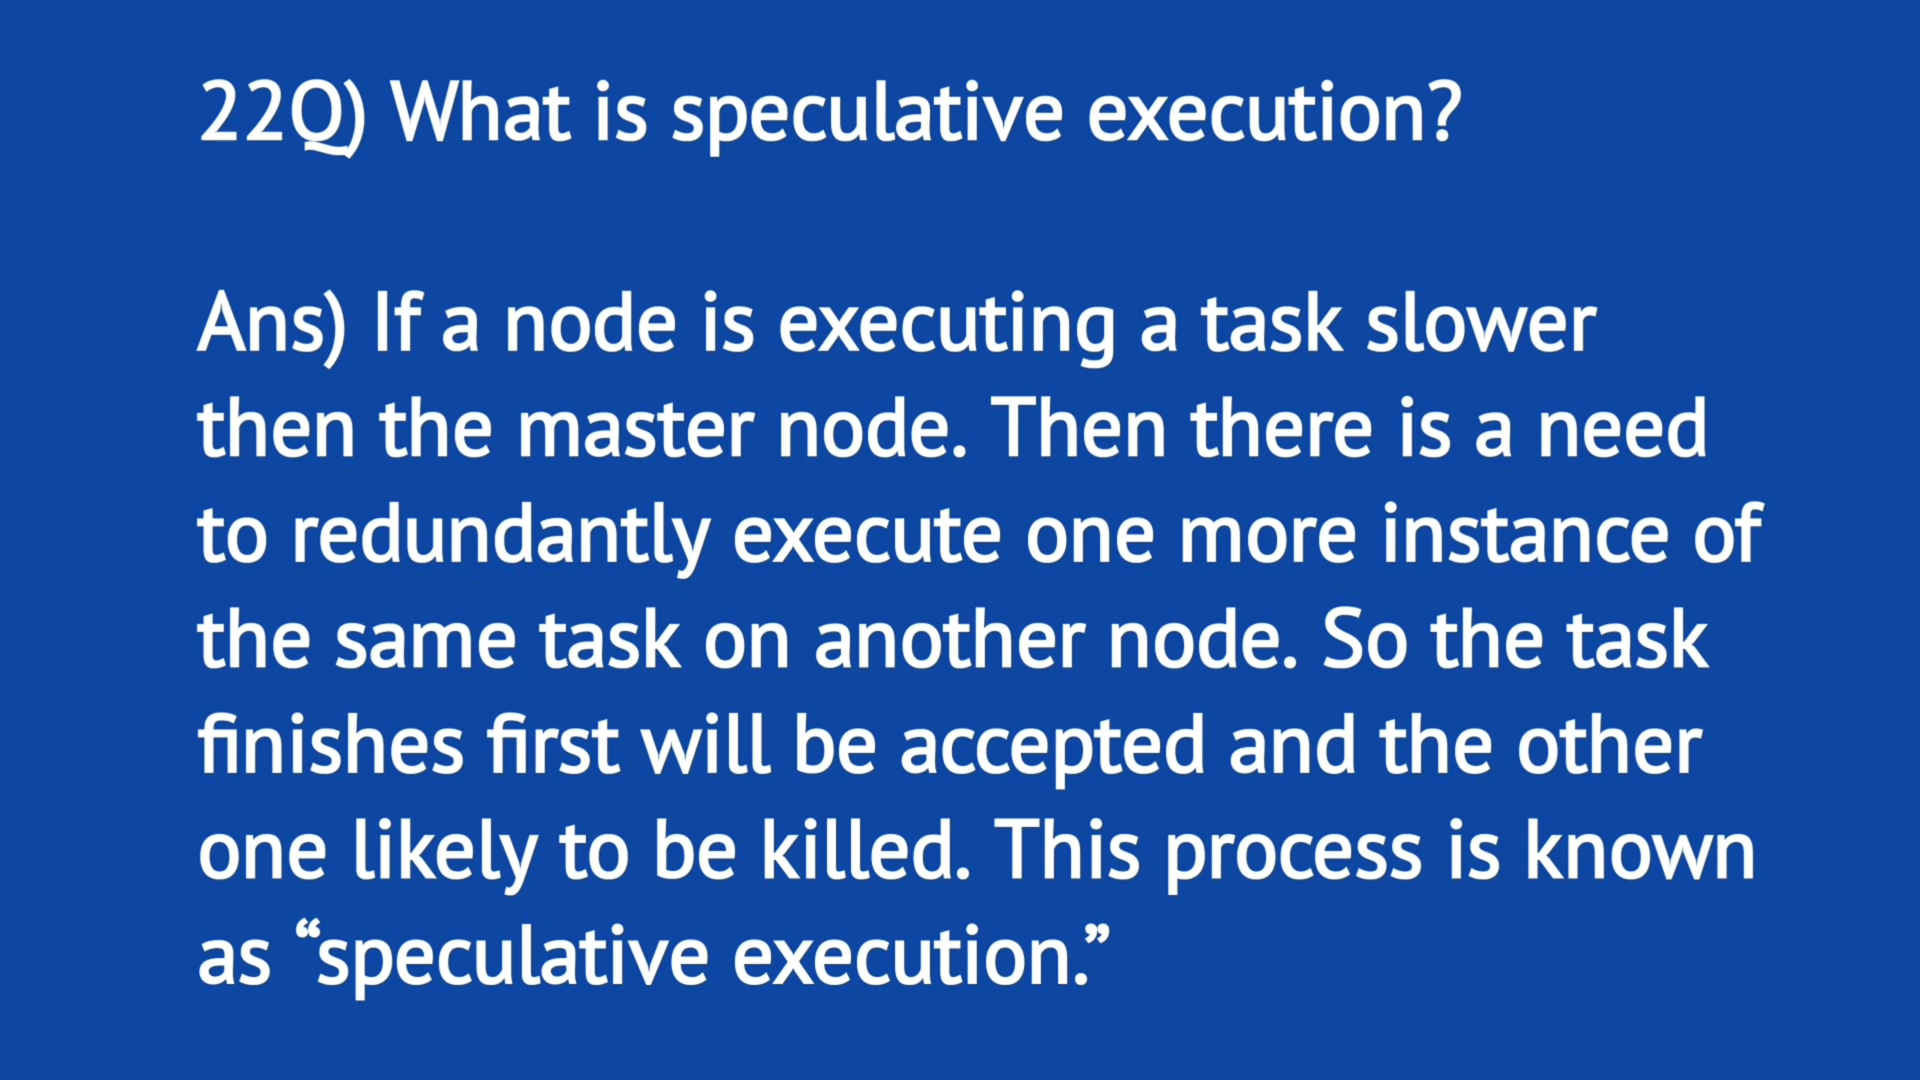 22Q) What is speculative execution?
Ans) If a node is executing a task slower
then the master node. Then there is a need
to redundantly execute one more instance of
the same task on another node. So the task
finishes first will be accepted and the other
one likely to be killed. This process is known
as “speculative execution.”